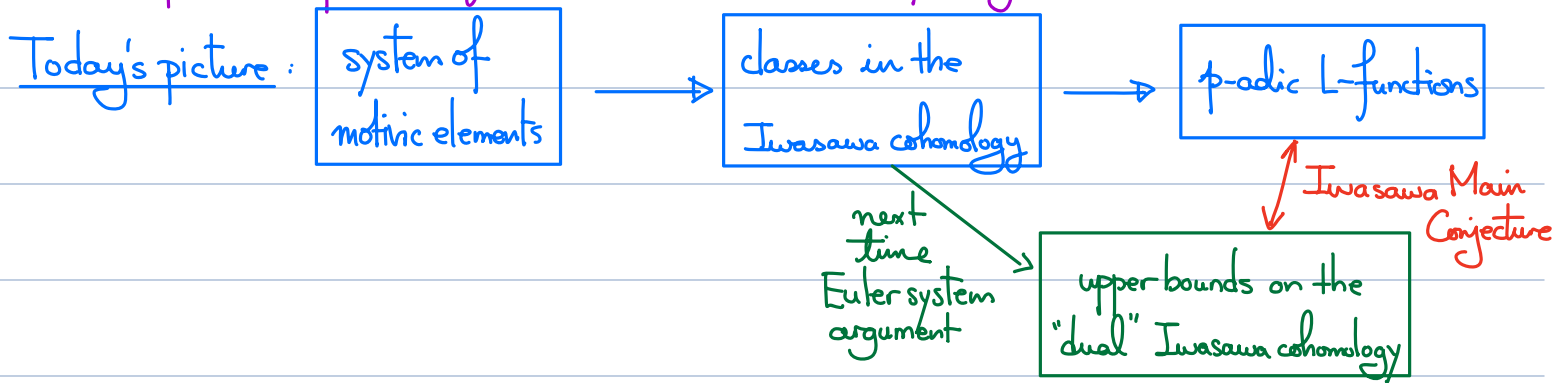 Today's picture:
system of
motivic elements
classes in the
Iwasawa cohomology
p-adic L-functions
next
time
Euler system
argument
Iwasawa Main
Conjecture
upper bounds on the
"dual" Iwasawa cohomology